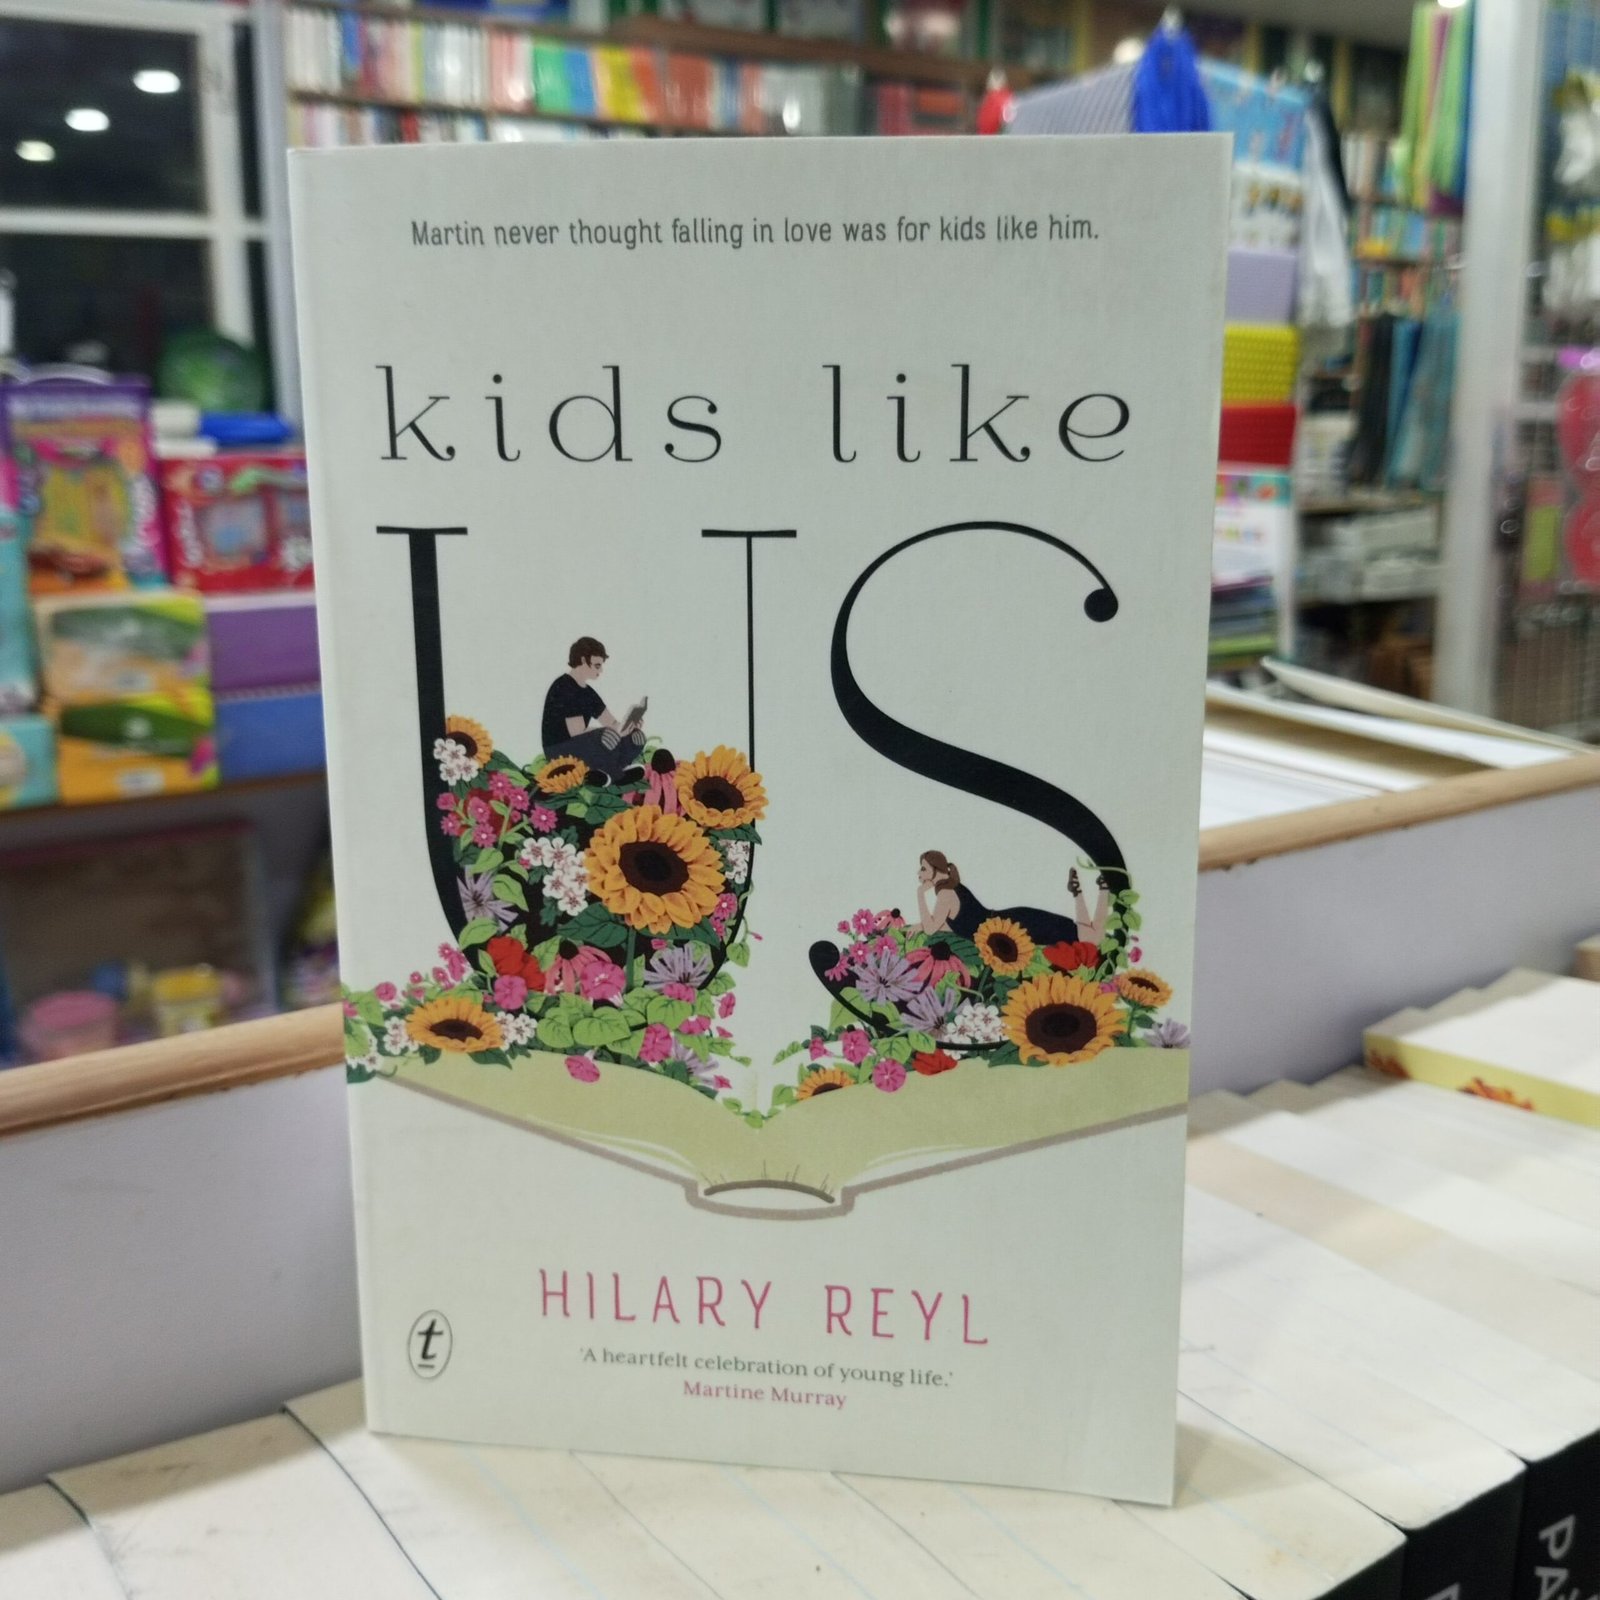 Martin never thought falling in love was for kids like him.
kids like
US
HILARY REYL
t
'A heartfelt celebration of young life.'
Martine Murray